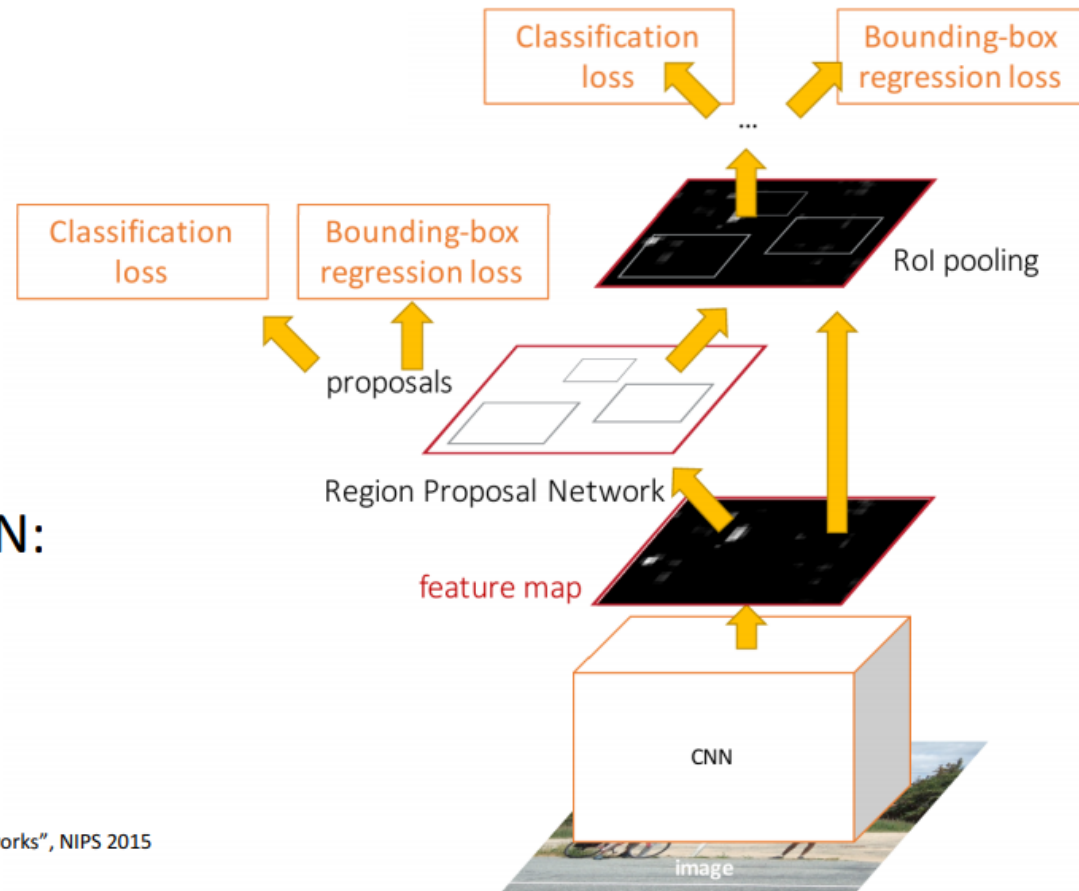 Classification
loss
Bounding-box
regression loss
...
Classification
loss
Bounding-box
regression loss
RoI pooling
proposals
Region Proposal Network
N:
feature map
CNN
orks", NIPS 2015
image